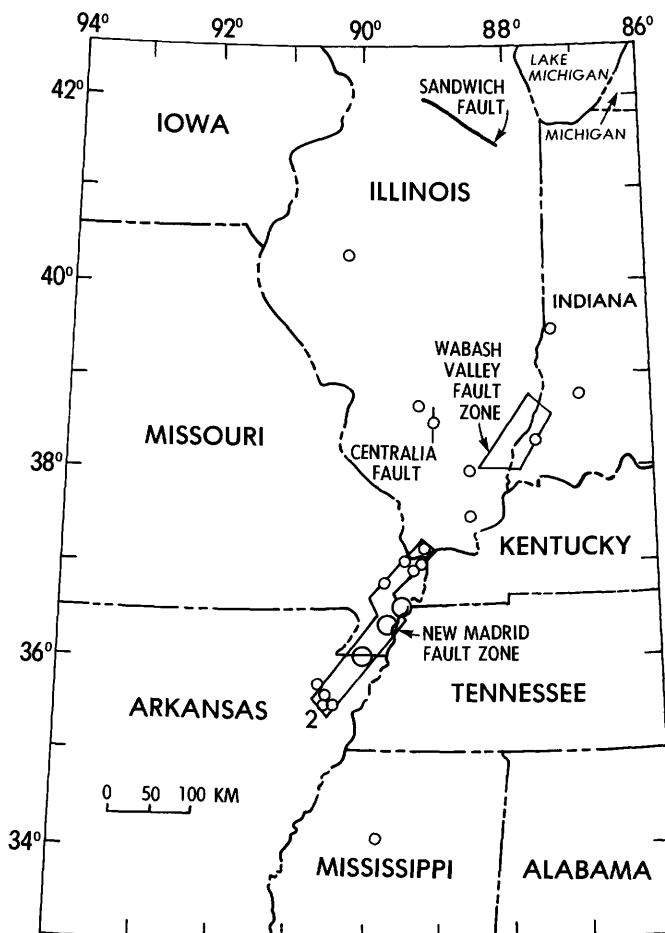 94°
90°
88°
86°
42°
LAKE
MICHIGAN
SANDWICH
FAULT
MICHIGAN
IOWA
ILLINOIS
40°
INDIANA
WABASH
VALLEY
FAULT
ZONE
MISSOURI
CENTRALIA
FAULT
38°
KENTUCKY
36°
NEW MADRID
FAULT ZONE
TENNESSEE
ARKANSAS
2
0 50 100 KM
34°
MISSISSIPPI
ALABAMA